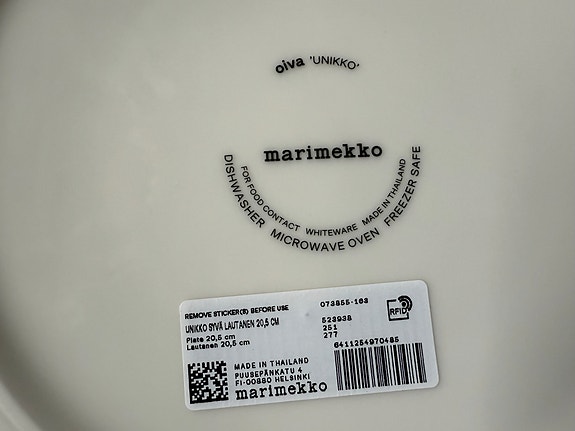 oiva 'UNIKKO'
marimekko
FOR FOOD CONTACT WHITEWARE MADE IN THAILAND
DISHWASHER MICROWAVE OVEN FREEZER SAFE
REMOVE STICKER(S) BEFORE USE
073855-163
UNIKKO SYVÄ LAUTANEN 20,5 CM
523938
Plate 20,5 cm
251
Lautanen 20,5 cm
277
RFID
6411254970485
MADE IN THAILAND
PUUSEPÄNKATU 4
FI-00880 HELSINKI
marimekko